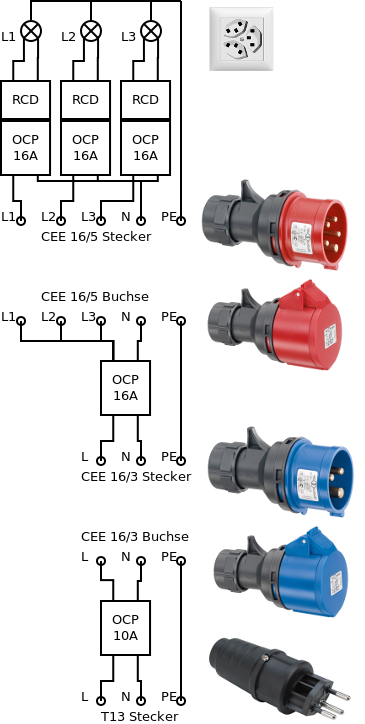 L1 L2 L3
RCD RCD RCD
OCP OCP OCP
16A 16A 16A
L1 L2 L3 N PE
CEE 16/5 Stecker
CEE 16/5 Buchse
L1 L2 L3 N PE
OCP
16A
L N PE
CEE 16/3 Stecker
CEE 16/3 Buchse
L N PE
OCP
10A
L N PE
T13 Stecker